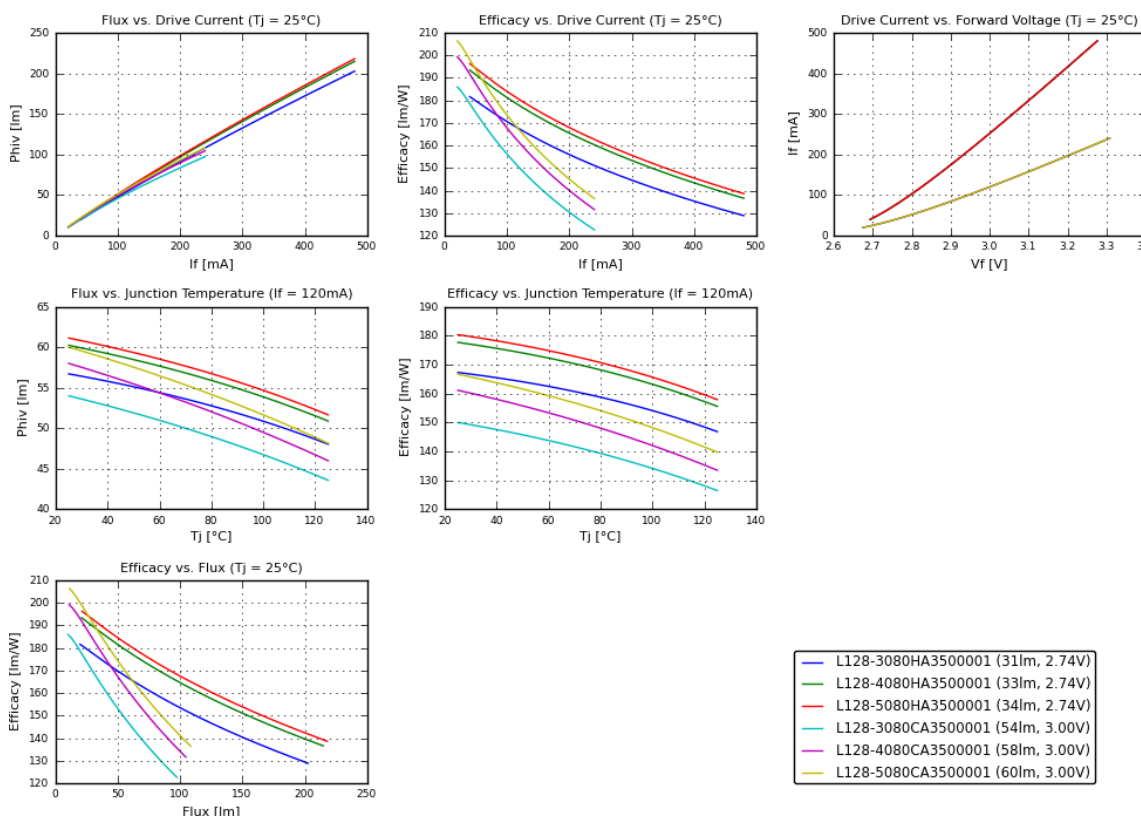 Flux vs. Drive Current (Tj = 25°C)
250
200
150
100
50
0
0 100 200 300 400 500
Phiv [lm]
If [mA]
Efficacy vs. Drive Current (Tj = 25°C)
210
200
190
180
170
160
150
140
130
120
0 100 200 300 400 500
Efficacy [lm/W]
If [mA]
Drive Current vs. Forward Voltage (Tj = 25°C)
500
400
300
200
100
0
2.6 2.7 2.8 2.9 3.0 3.1 3.2 3.3
If [mA]
Vf [V]
Flux vs. Junction Temperature (If = 120mA)
65
60
55
50
45
40
20 40 60 80 100 120 140
Phiv [lm]
Tj [°C]
Efficacy vs. Junction Temperature (If = 120mA)
190
180
170
160
150
140
130
120
20 40 60 80 100 120 140
Efficacy [lm/W]
Tj [°C]
Efficacy vs. Flux (Tj = 25°C)
210
200
190
180
170
160
150
140
130
120
0 50 100 150 200 250
Efficacy [lm/W]
Flux [lm]
L128-3080HA3500001 (31lm, 2.74V)
L128-4080HA3500001 (33lm, 2.74V)
L128-5080HA3500001 (34lm, 2.74V)
L128-3080CA3500001 (54lm, 3.00V)
L128-4080CA3500001 (58lm, 3.00V)
L128-5080CA3500001 (60lm, 3.00V)